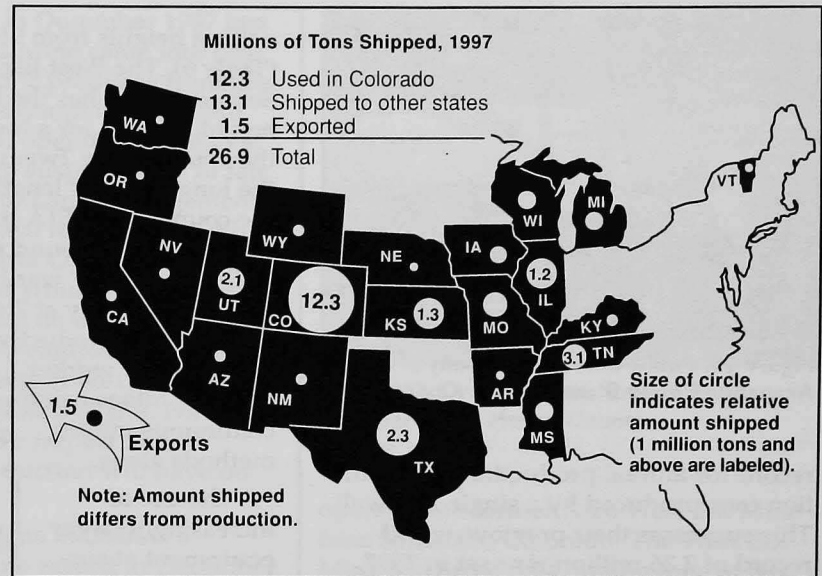 Millions of Tons Shipped, 1997
12.3 Used in Colorado
13.1 Shipped to other states
1.5 Exported
26.9 Total
WA
OR
CA
NV
2.1
UT
AZ
WY
12.3
CO
NM
NE
1.3
KS
2.3
TX
IA
MO
AR
WI
1.2
IL
MI
KY
3.1 TN
MS
VT
1.5
Exports
Note: Amount shipped
differs from production.
Size of circle
indicates relative
amount shipped
(1 million tons and
above are labeled).